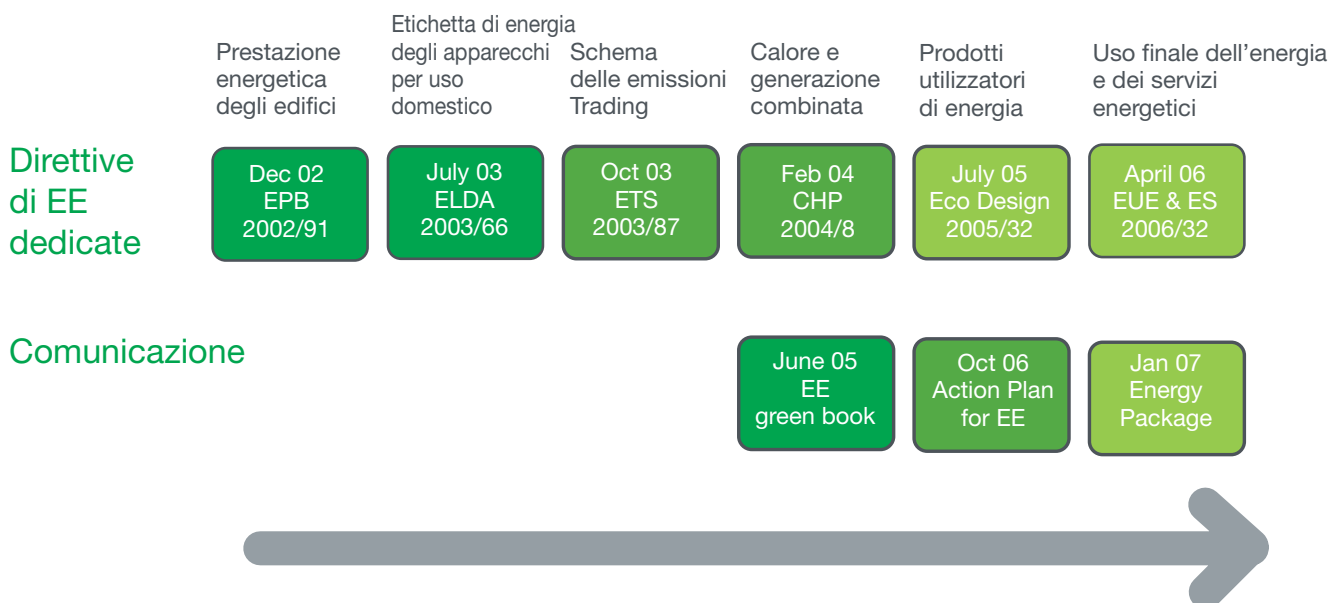 Prestazione
energetica
degli edifici
Etichetta di energia
degli apparecchi
per uso
domestico
Schema
delle emissioni
Trading
Calore e
generazione
combinata
Prodotti
utilizzatori
di energia
Uso finale dell’energia
e dei servizi
energetici
Direttive
di EE
dedicate
Dec 02
EPB
2002/91
July 03
ELDA
2003/66
Oct 03
ETS
2003/87
Feb 04
CHP
2004/8
July 05
Eco Design
2005/32
April 06
EUE & ES
2006/32
Comunicazione
June 05
EE
green book
Oct 06
Action Plan
for EE
Jan 07
Energy
Package